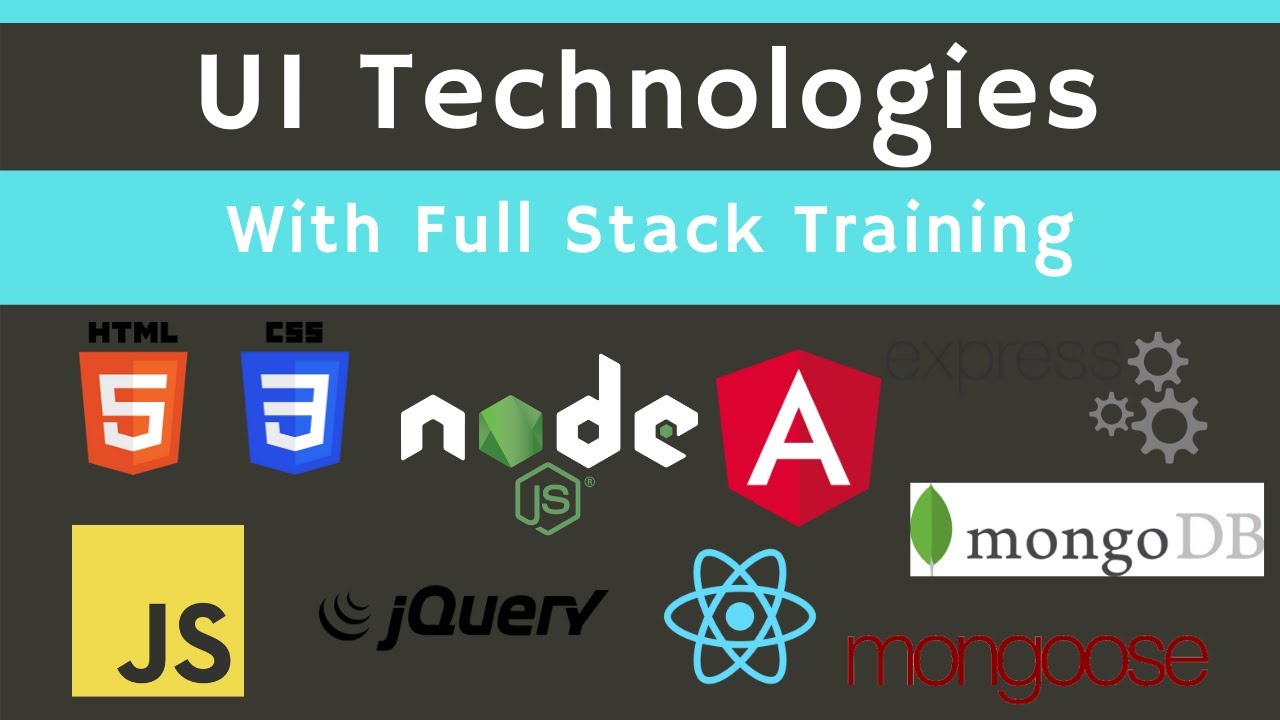 UI Technologies
With Full Stack Training
HTML
5
CSS
3
node
JS®
A
express
mongoDB
JS
jQuery
mongoose